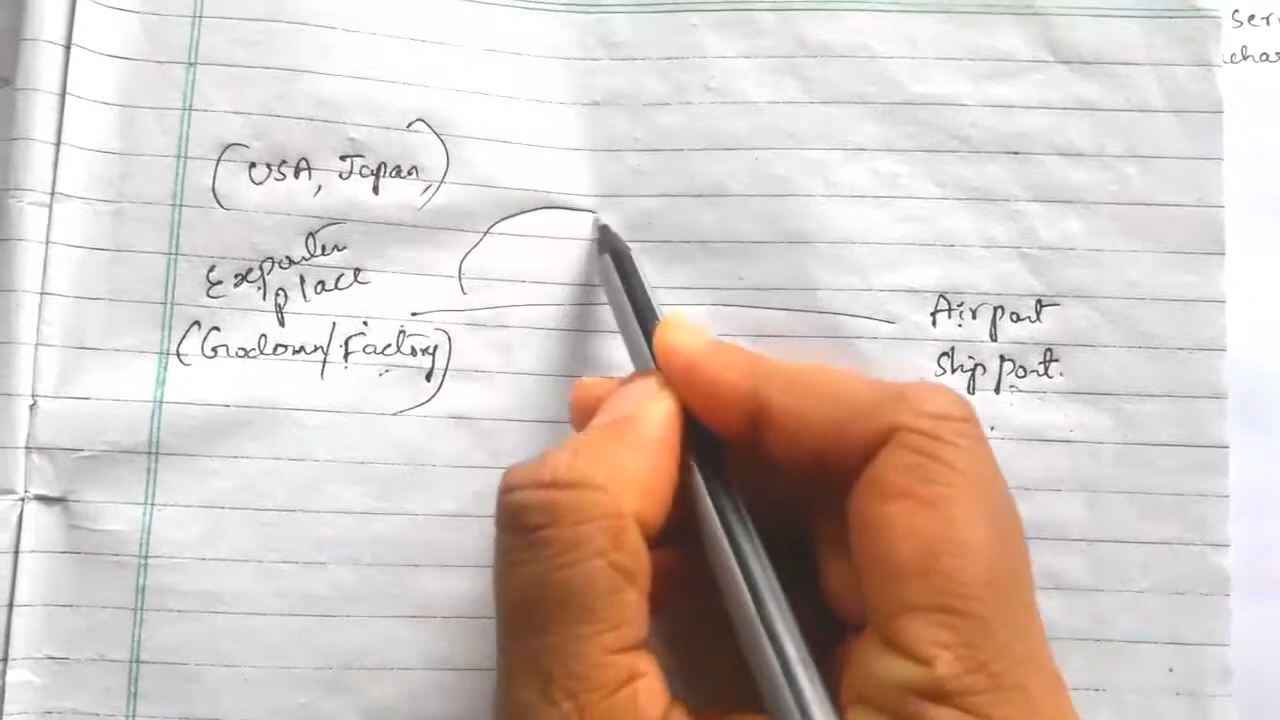 (USA, Japan,)
Exporter
place
(Godown/Factory)
Airport
Ship port.